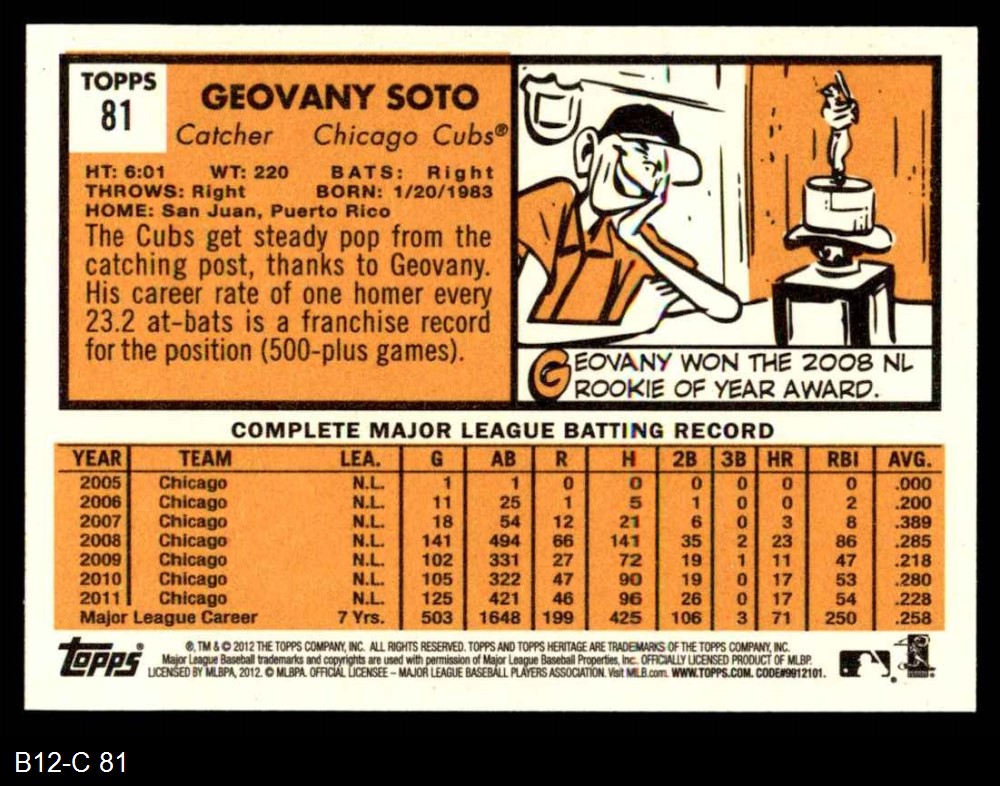 TOPPS
81
GEOVANY SOTO
Catcher Chicago Cubs®
HT: 6:01 WT: 220 BATS: Right
THROWS: Right BORN: 1/20/1983
HOME: San Juan, Puerto Rico
The Cubs get steady pop from the
catching post, thanks to Geovany.
His career rate of one homer every
23.2 at-bats is a franchise record
for the position (500-plus games).
GEOVANY WON THE 2008 NL
ROOKIE OF YEAR AWARD.
COMPLETE MAJOR LEAGUE BATTING RECORD
YEAR TEAM LEA. G AB R H 2B 3B HR RBI AVG.
2005 Chicago N.L. 1 1 0 0 0 0 0 0 .000
2006 Chicago N.L. 11 25 1 5 1 0 0 2 .200
2007 Chicago N.L. 18 54 12 21 6 0 3 8 .389
2008 Chicago N.L. 141 494 66 141 35 2 23 86 .285
2009 Chicago N.L. 102 331 27 72 19 1 11 47 .218
2010 Chicago N.L. 105 322 47 90 19 0 17 53 .280
2011 Chicago N.L. 125 421 46 96 26 0 17 54 .228
Major League Career 7 Yrs. 503 1648 199 425 106 3 71 250 .258
Topps ®, TM & © 2012 THE TOPPS COMPANY, INC. ALL RIGHTS RESERVED. TOPPS AND TOPPS HERITAGE ARE TRADEMARKS OF THE TOPPS COMPANY, INC.
Major League Baseball trademarks and copyrights are used with permission of Major League Baseball Properties, Inc. OFFICIALLY LICENSED PRODUCT OF MLBP.
LICENSED BY MLBPA, 2012. © MLBPA. OFFICIAL LICENSEE – MAJOR LEAGUE BASEBALL PLAYERS ASSOCIATION. Visit MLB.com. WWW.TOPPS.COM. CODE#9912101.
B12-C 81